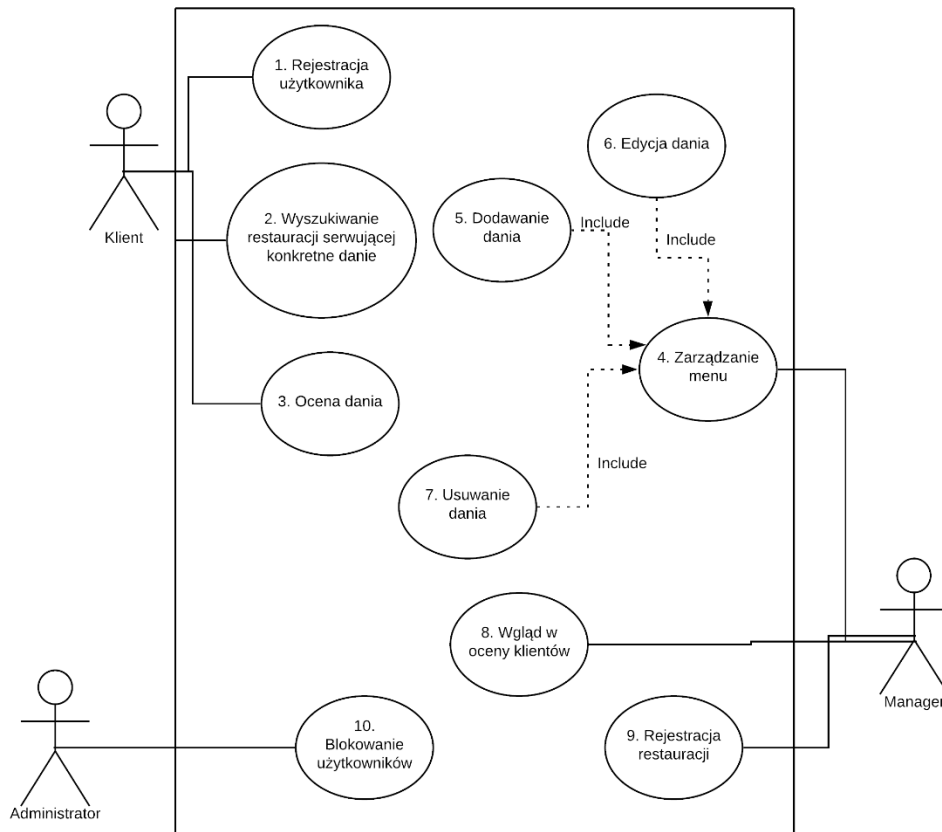 1. Rejestracja
użytkownika
6. Edycja dania
2. Wyszukiwanie
restauracji serwującej
konkretne danie
5. Dodawanie
dania
Include
Include
Klient
4. Zarządzanie
menu
3. Ocena dania
Include
7. Usuwanie
dania
8. Wgląd w
oceny klientów
Manager
10.
Blokowanie
użytkowników
9. Rejestracja
restauracji
Administrator